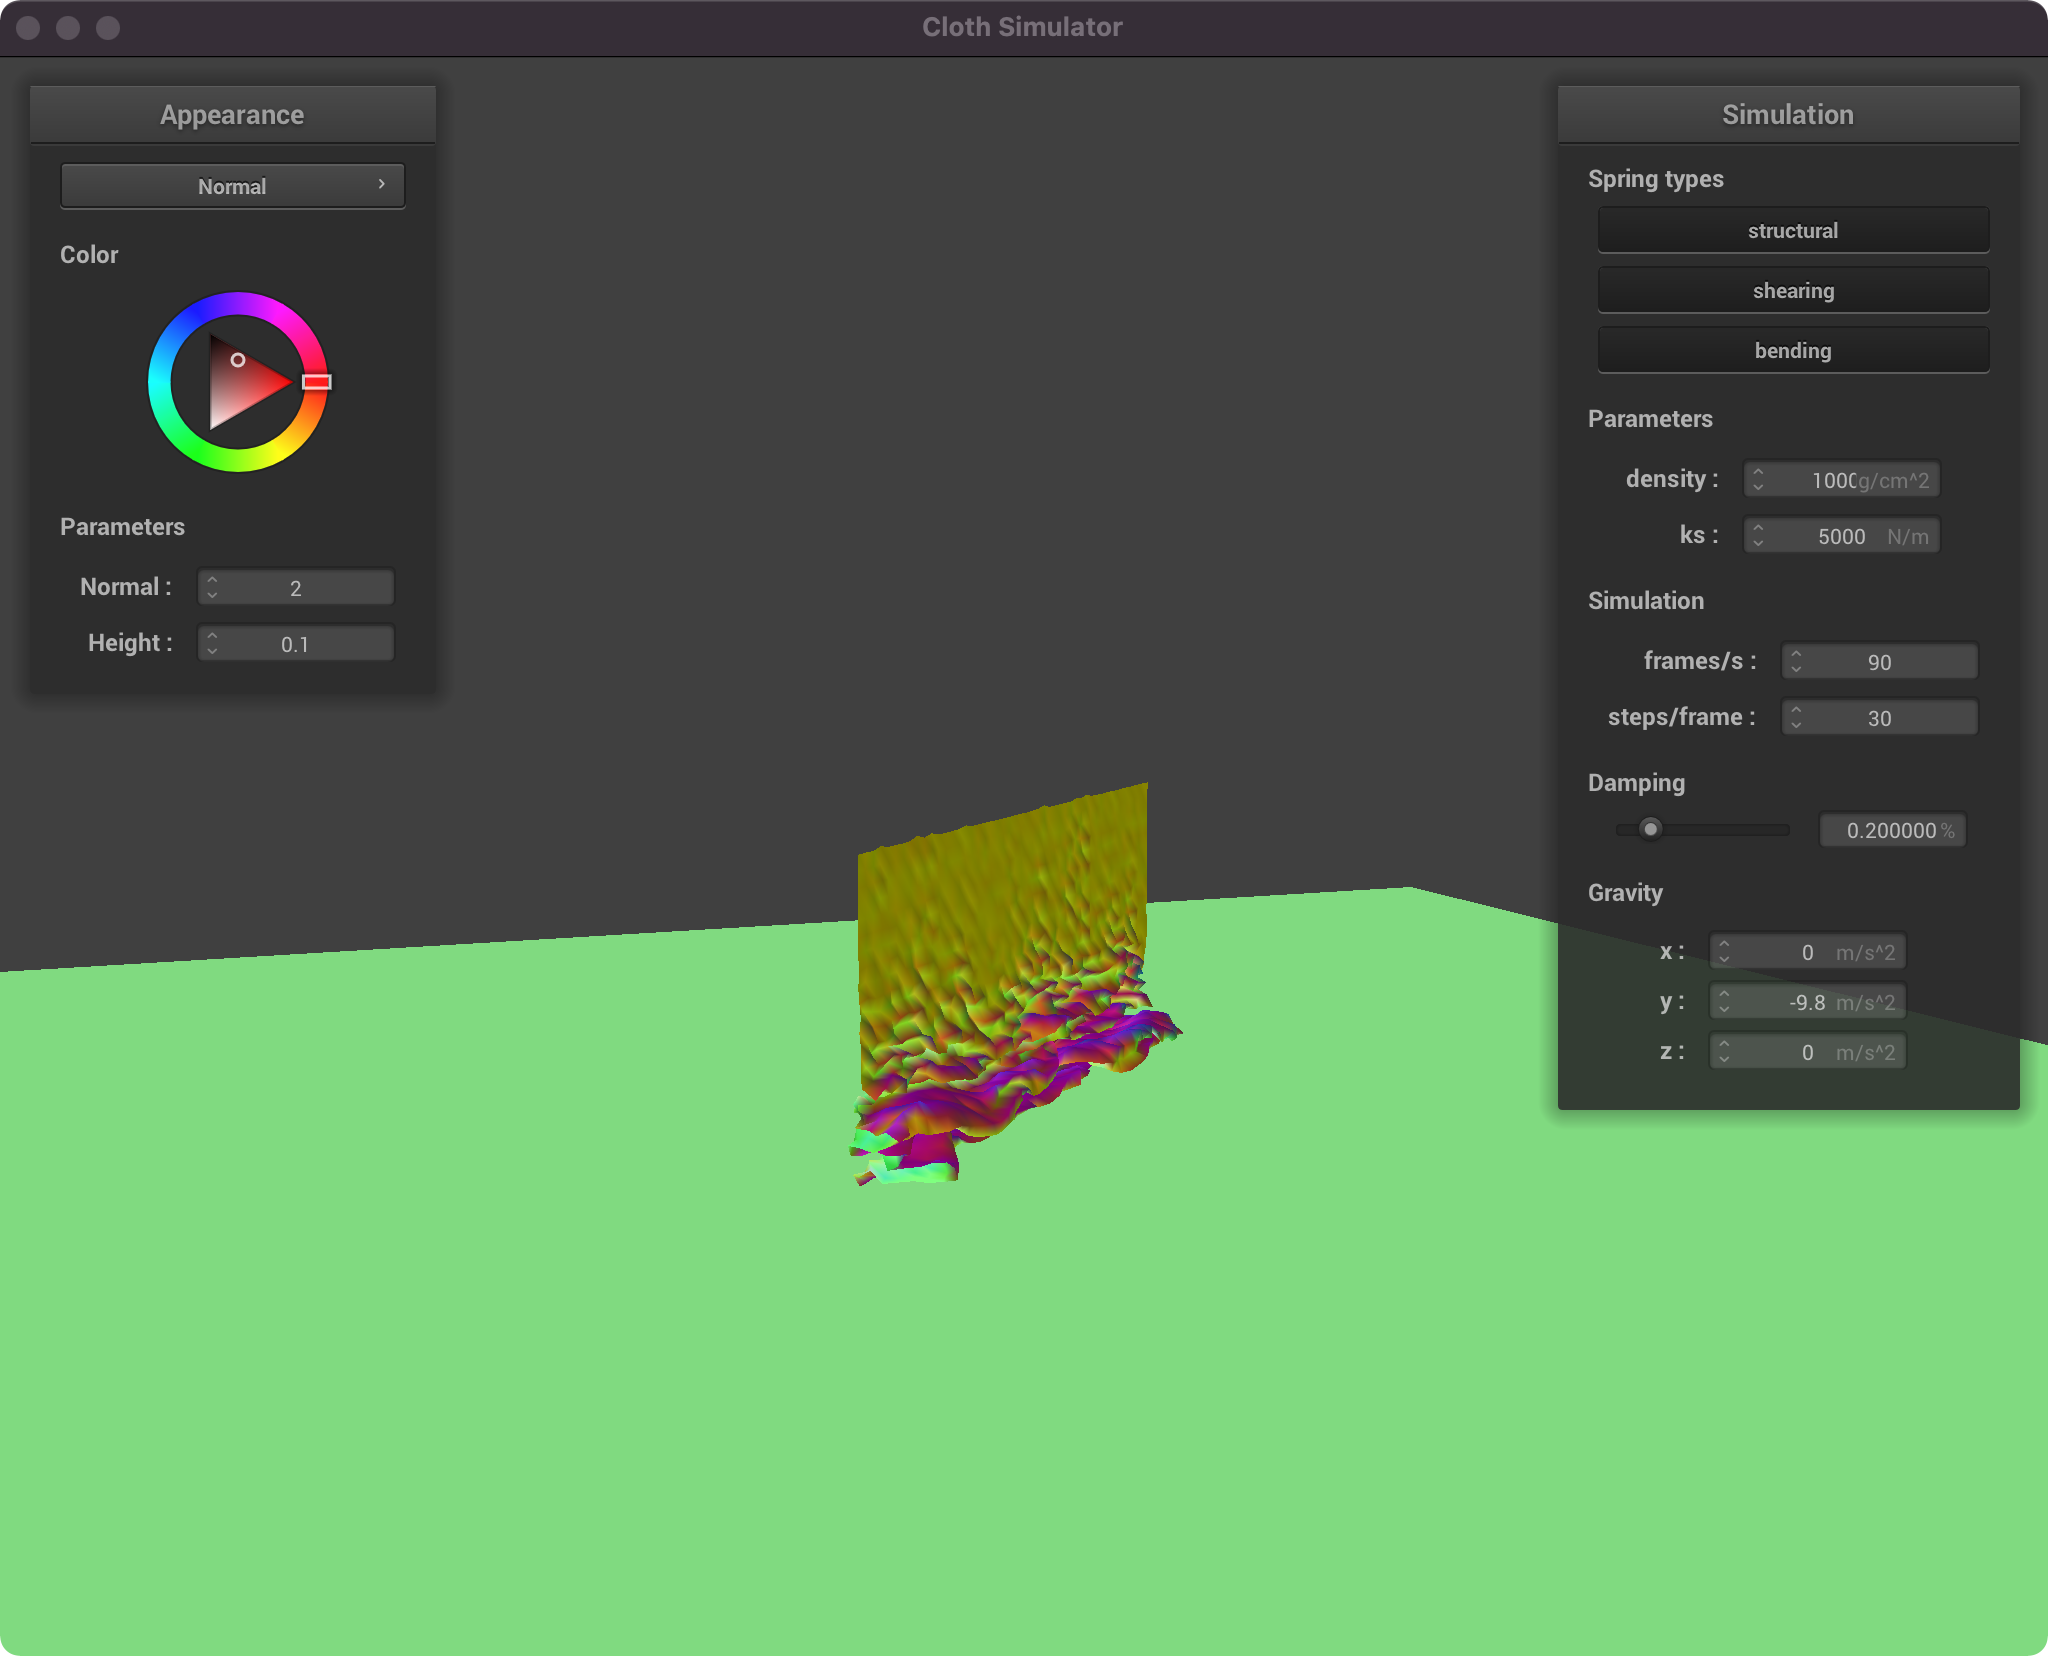 Cloth Simulator
Appearance
Normal
Color
Parameters
Normal : 2
Height : 0.1
Simulation
Spring types
structural
shearing
bending
Parameters
density : 1000 g/cm^2
ks : 5000 N/m
Simulation
frames/s : 90
steps/frame : 30
Damping
0.200000 %
Gravity
x : 0 m/s^2
y : -9.8 m/s^2
z : 0 m/s^2